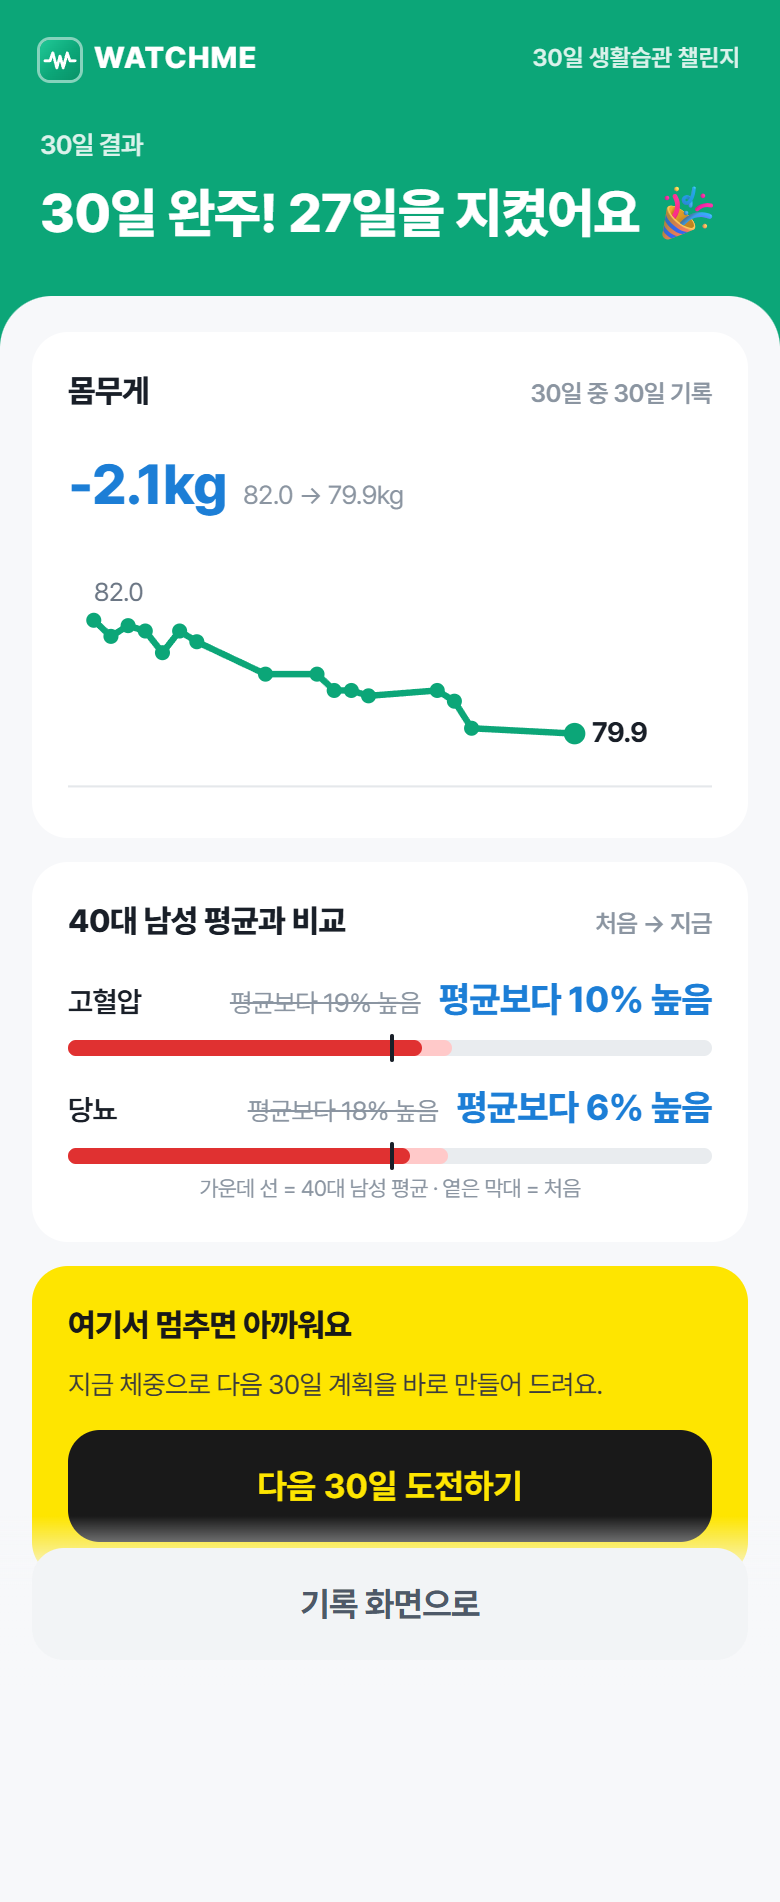 WATCHME
30일 생활습관 챌린지
30일 결과
30일 완주! 27일을 지켰어요 🎉
몸무게
30일 중 30일 기록
-2.1kg 82.0 → 79.9kg
82.0
79.9
40대 남성 평균과 비교
처음 → 지금
고혈압 평균보다 19% 높음 평균보다 10% 높음
당뇨 평균보다 18% 높음 평균보다 6% 높음
가운데 선 = 40대 남성 평균 · 옅은 막대 = 처음
여기서 멈추면 아까워요
지금 체중으로 다음 30일 계획을 바로 만들어 드려요.
다음 30일 도전하기
기록 화면으로